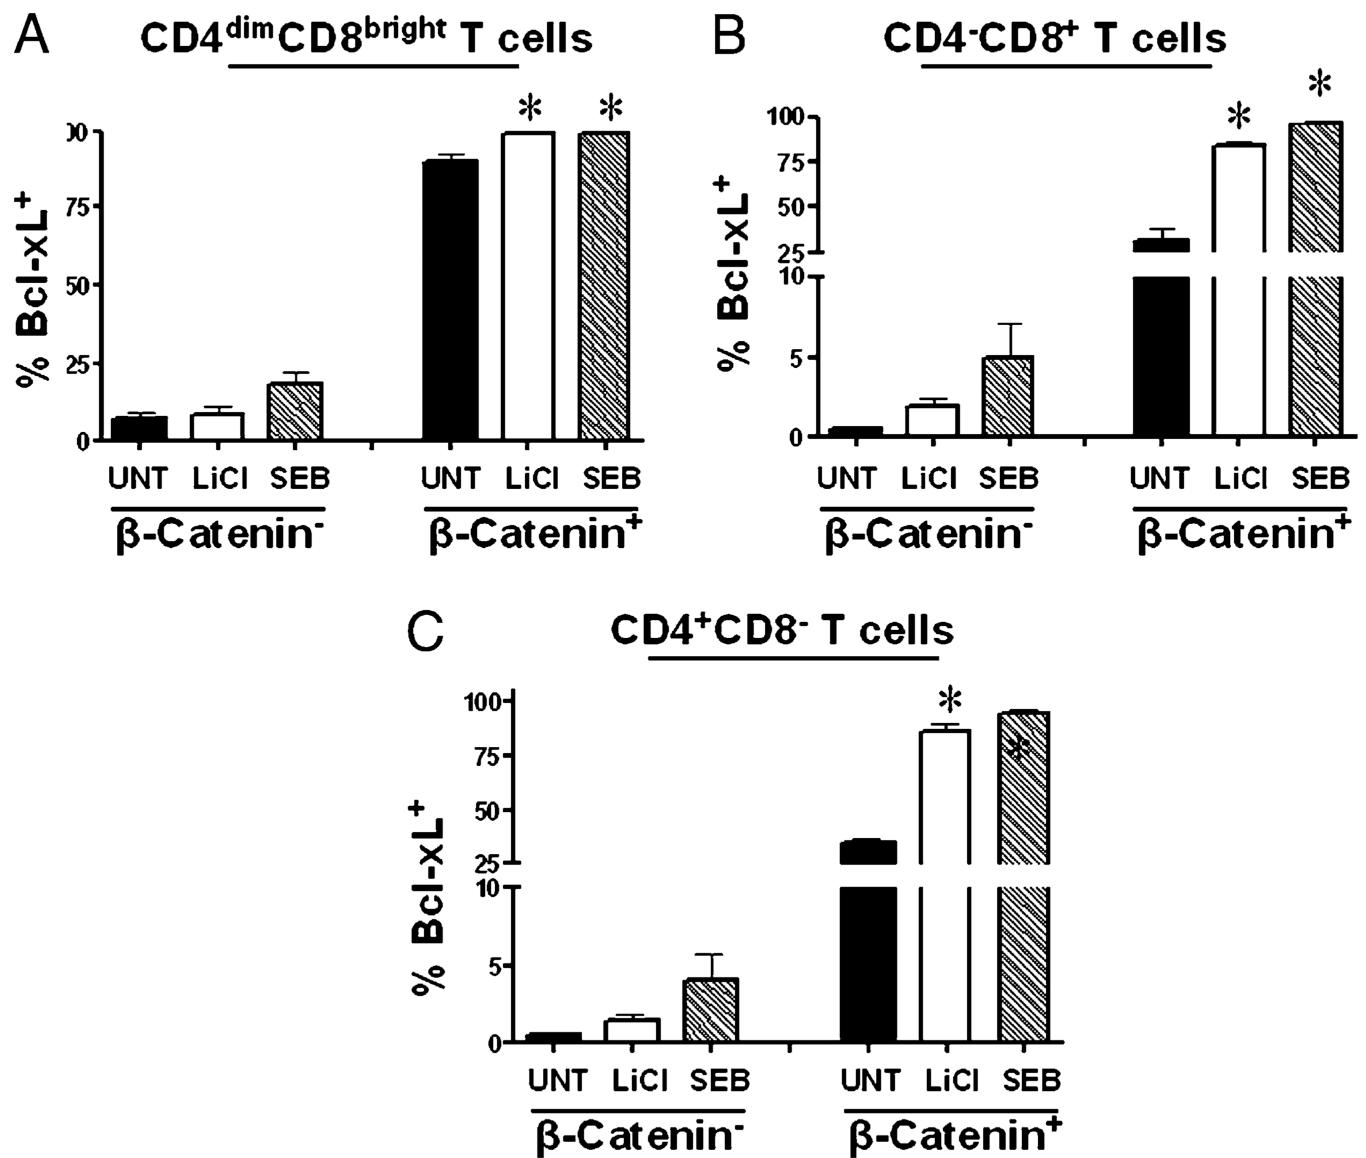 A
CD4dimCD8bright T cells
% Bcl-xL+
00
75
50
25
0
* *
UNT LiCl SEB UNT LiCl SEB
β-Catenin- β-Catenin+
B
CD4-CD8+ T cells
% Bcl-xL+
100
75
50
25
10
5
0
* *
UNT LiCl SEB UNT LiCl SEB
β-Catenin- β-Catenin+
C
CD4+CD8- T cells
% Bcl-xL+
100
75
50
25
10
5
0
* *
UNT LiCl SEB UNT LiCl SEB
β-Catenin- β-Catenin+